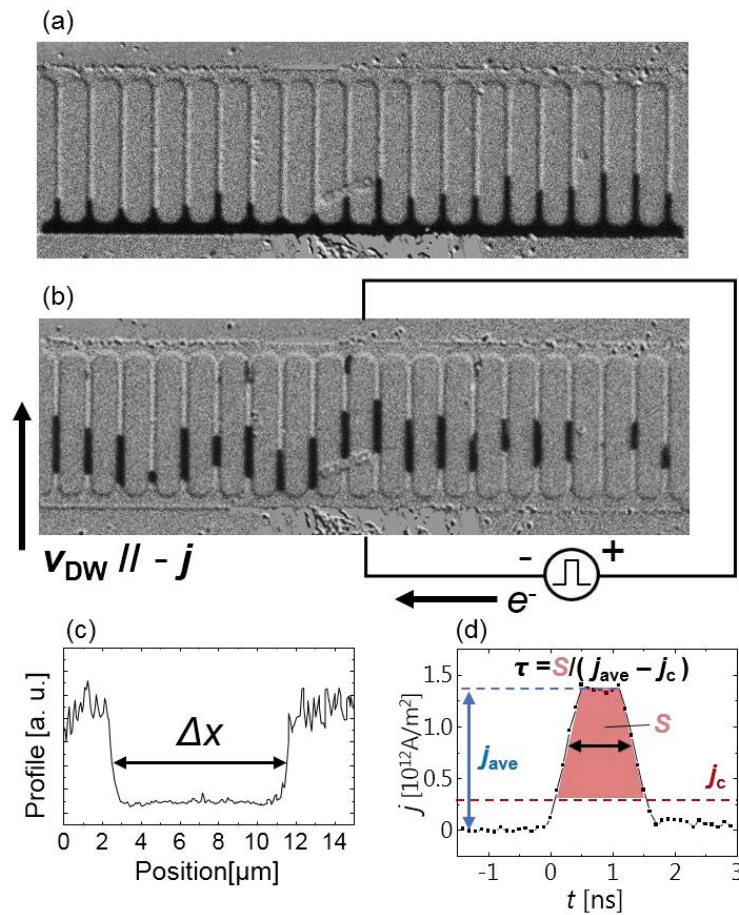 (a)
(b)
v_DW // - j
- +
e⁻
(c)
Profile [a. u.]
Δx
0 2 4 6 8 10 12 14
Position[μm]
(d)
τ =S/( j_ave − j_c )
j [10¹²A/m²]
1.5
1.0
0.5
0
S
j_ave
j_c
-1 0 1 2 3
t [ns]